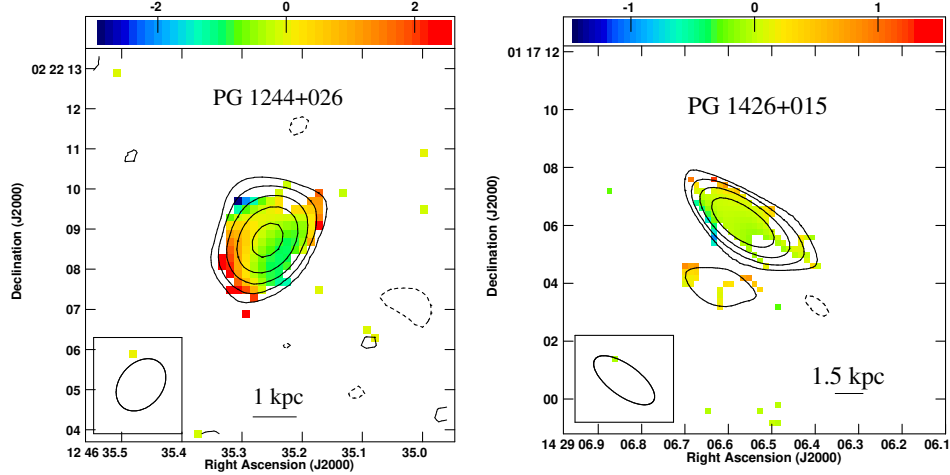 -2 0 2
PG 1244+026
Declination (J2000)
02 22 13
12
11
10
09
08
07
06
05
04
1 kpc
12 46 35.5 35.4 35.3 35.2 35.1 35.0
Right Ascension (J2000)
-1 0 1
PG 1426+015
Declination (J2000)
01 17 12
10
08
06
04
02
00
1.5 kpc
14 29 06.9 06.8 06.7 06.6 06.5 06.4 06.3 06.2 06.1
Right Ascension (J2000)